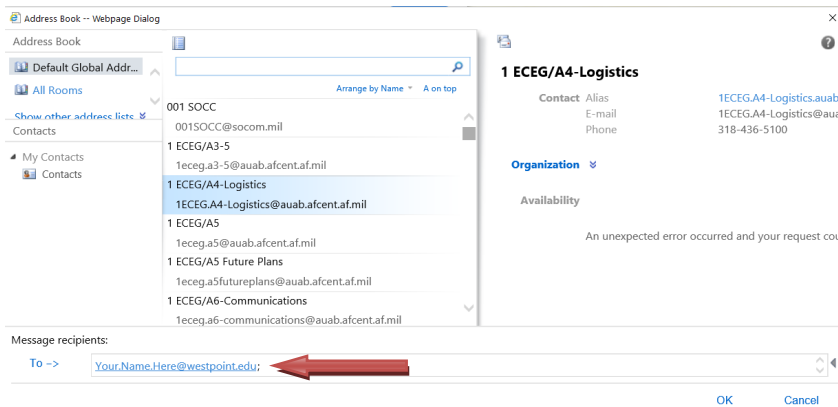 Address Book -- Webpage Dialog
Address Book
Default Global Addr...
All Rooms
Show other address lists
Contacts
My Contacts
Contacts
Arrange by Name A on top
001 SOCC
001SOCC@socom.mil
1 ECEG/A3-5
1eceg.a3-5@auab.afcent.af.mil
1 ECEG/A4-Logistics
1ECEG.A4-Logistics@auab.afcent.af.mil
1 ECEG/A5
1eceg.a5@auab.afcent.af.mil
1 ECEG/A5 Future Plans
1eceg.a5futureplans@auab.afcent.af.mil
1 ECEG/A6-Communications
1eceg.a6-communications@auab.afcent.af.mil
1 ECEG/A4-Logistics
Contact Alias 1ECEG.A4-Logistics.auab
E-mail 1ECEG.A4-Logistics@aua
Phone 318-436-5100
Organization
Availability
An unexpected error occurred and your request cou
Message recipients:
To –> Your.Name.Here@westpoint.edu;
OK Cancel